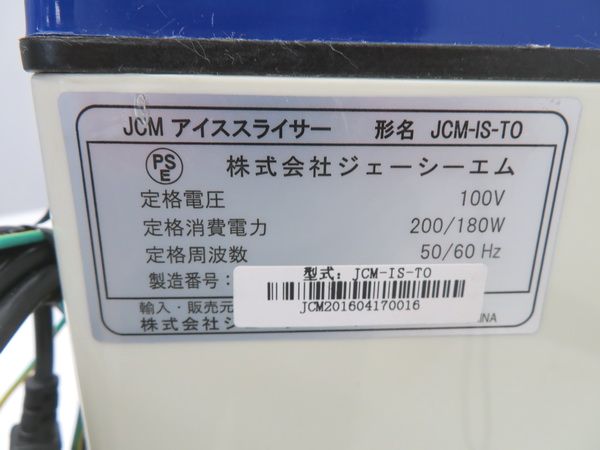 JCM アイススライサー 形名 JCM-IS-TO
PSE 株式会社ジェーシーエム
定格電圧 100V
定格消費電力 200/180W
定格周波数 50/60 Hz
製造番号:
型式: JCM-IS-TO
JCM201604170016
輸入・販売元
株式会社ジ
INA